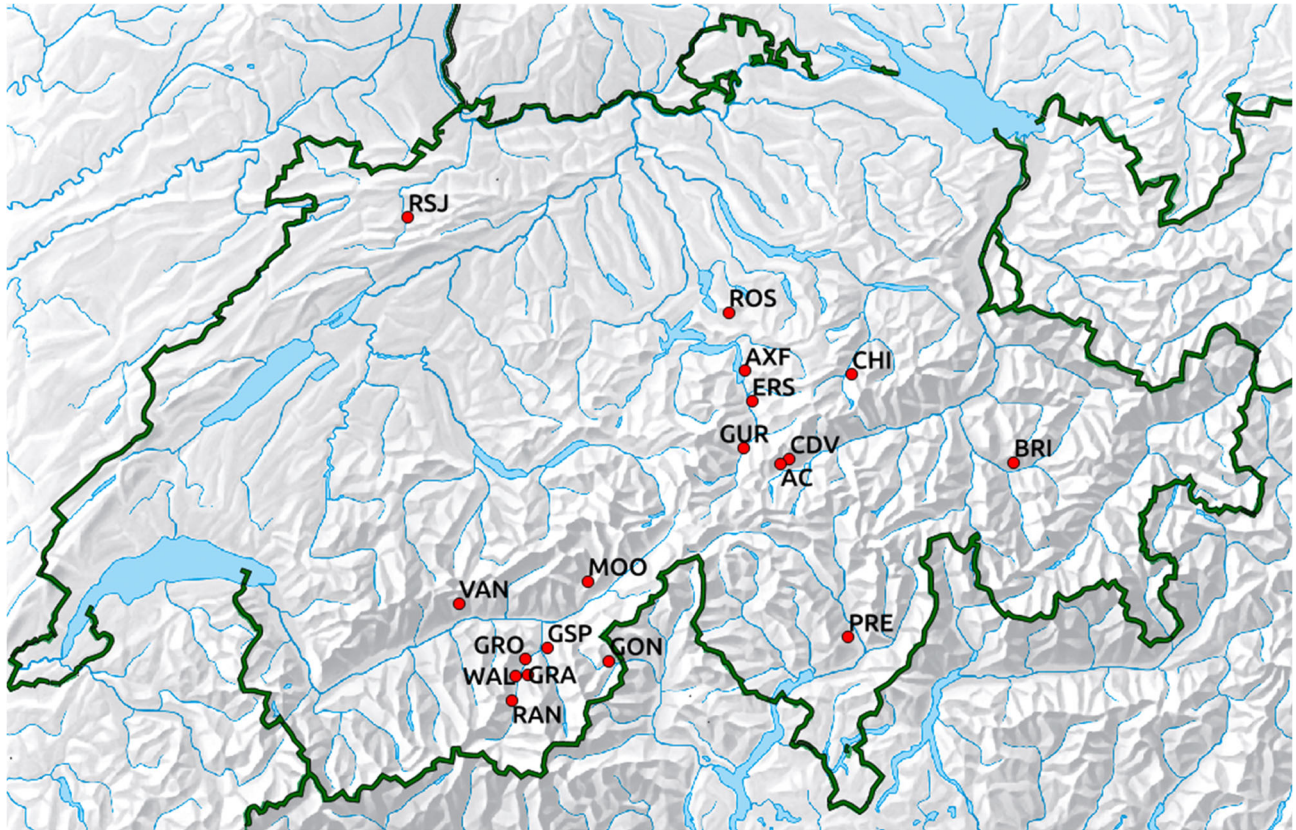 RSJ
ROS
AXF
CHI
ERS
GUR
CDV
BRI
AC
MOO
VAN
PRE
GSP
GRO
GON
WAL
GRA
RAN